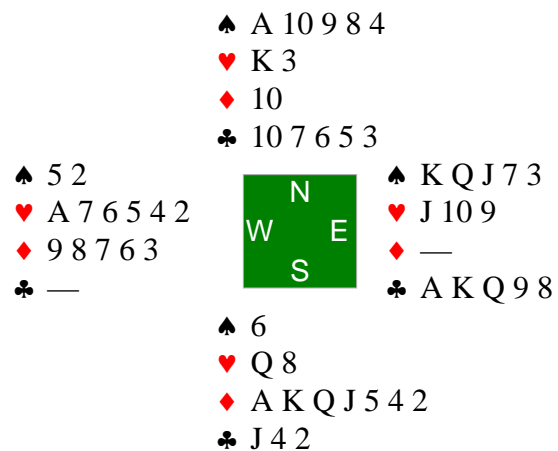 ♠ A 10 9 8 4
♥ K 3
♦ 10
♣ 10 7 6 5 3
♠ 5 2
♥ A 7 6 5 4 2
♦ 9 8 7 6 3
♣ —
N
W E
S
♠ K Q J 7 3
♥ J 10 9
♦ —
♣ A K Q 9 8
♠ 6
♥ Q 8
♦ A K Q J 5 4 2
♣ J 4 2